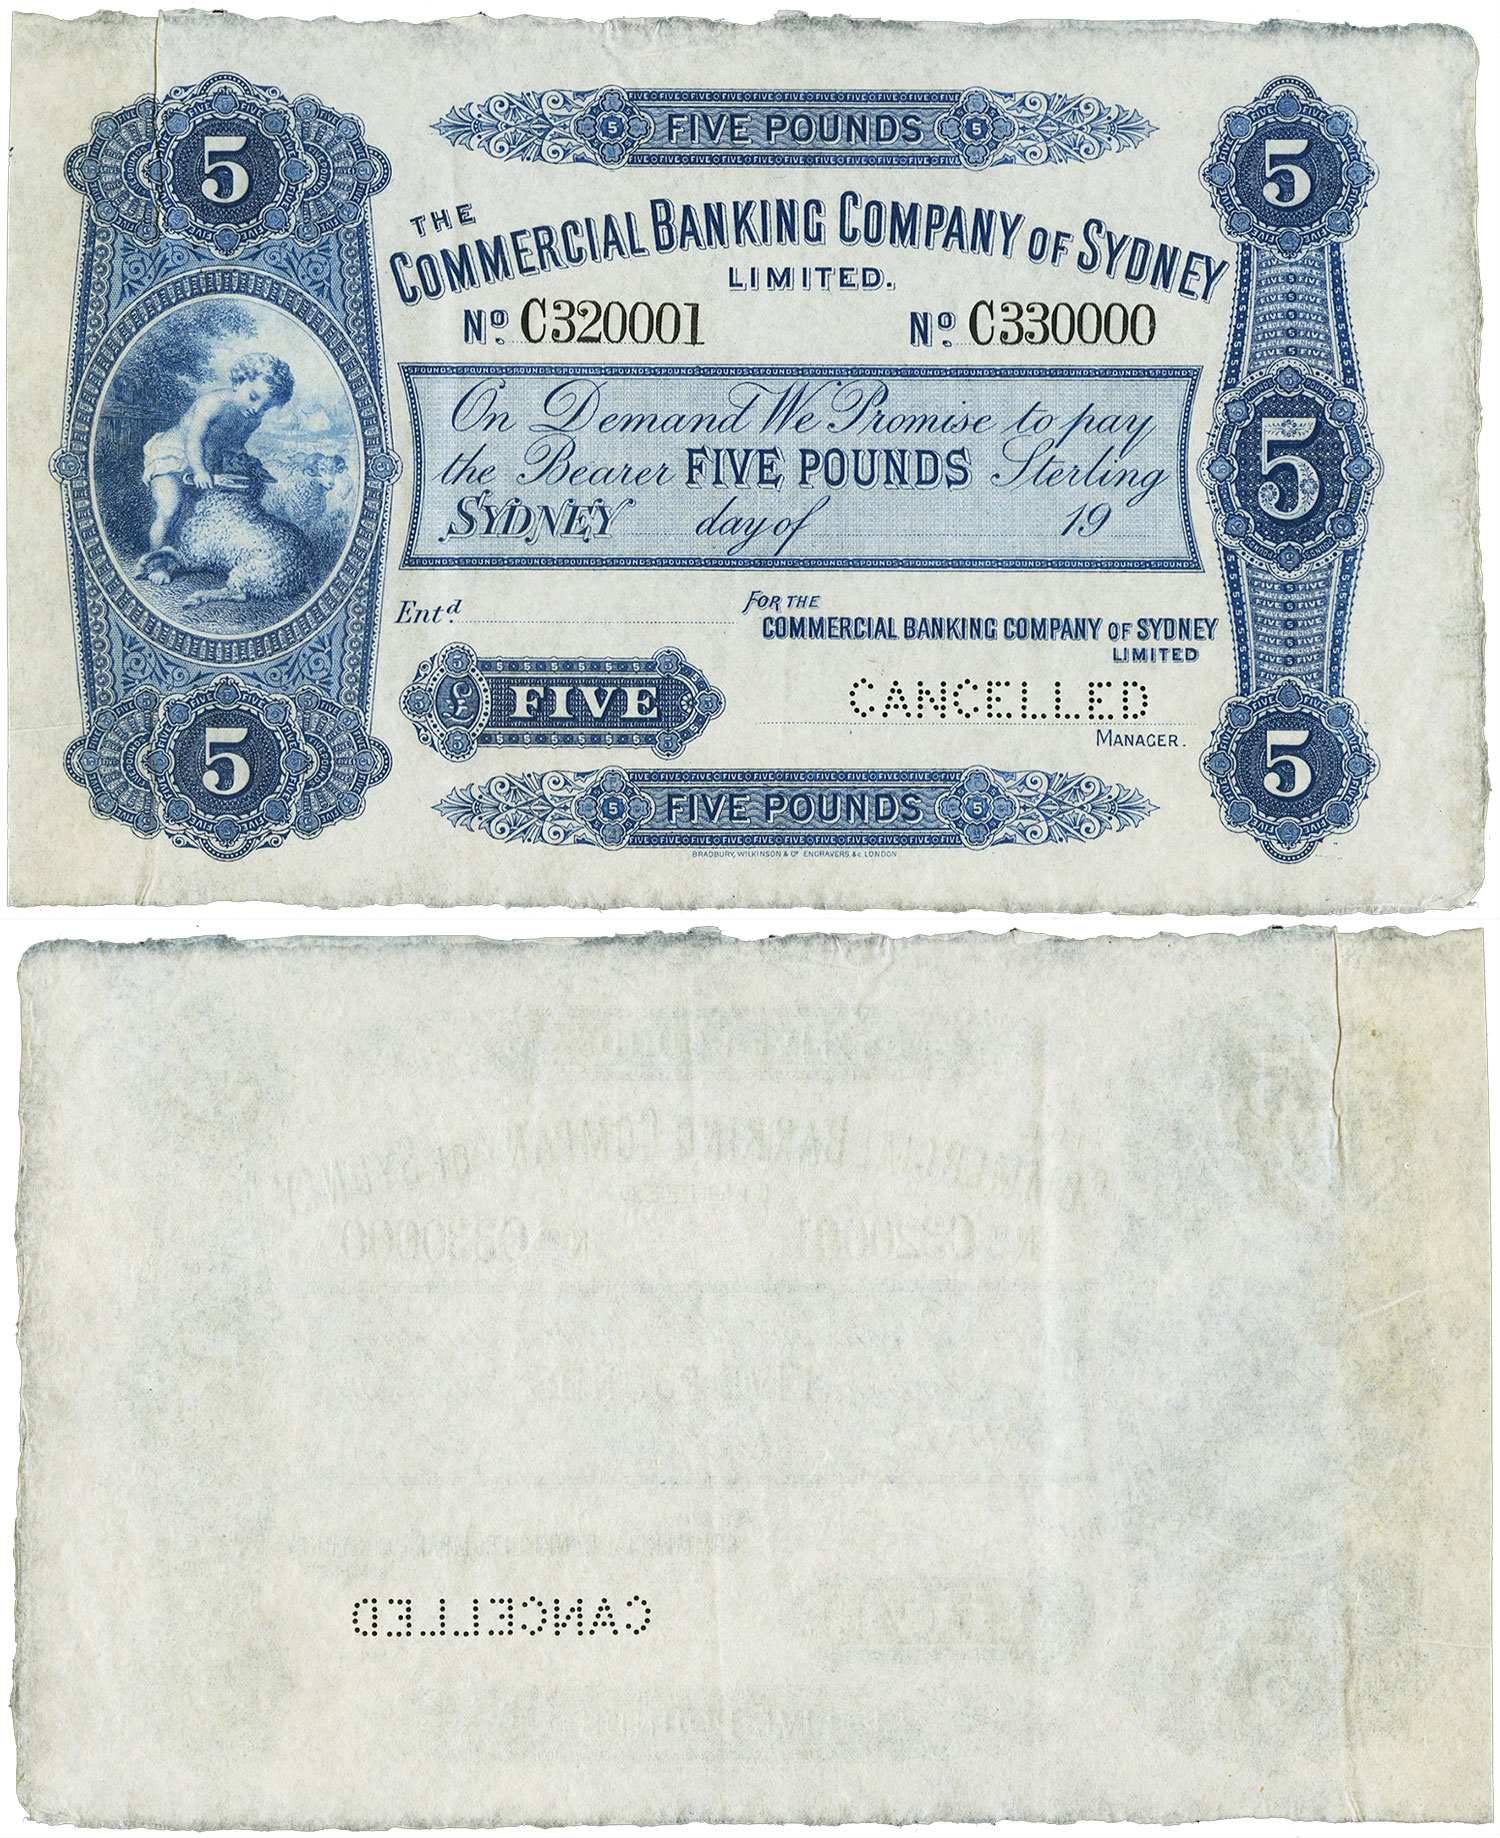 FIVE POUNDS
THE
COMMERCIAL BANKING COMPANY OF SYDNEY
LIMITED.
No. C320001 No. C330000
On Demand We Promise to pay
the Bearer FIVE POUNDS Sterling
SYDNEY day of 19
Entd.
FOR THE
COMMERCIAL BANKING COMPANY OF SYDNEY
LIMITED
£ FIVE
CANCELLED
MANAGER.
FIVE POUNDS
BRADBURY, WILKINSON & Co ENGRAVERS, &c. LONDON
5
5
5
5
5
CANCELLED